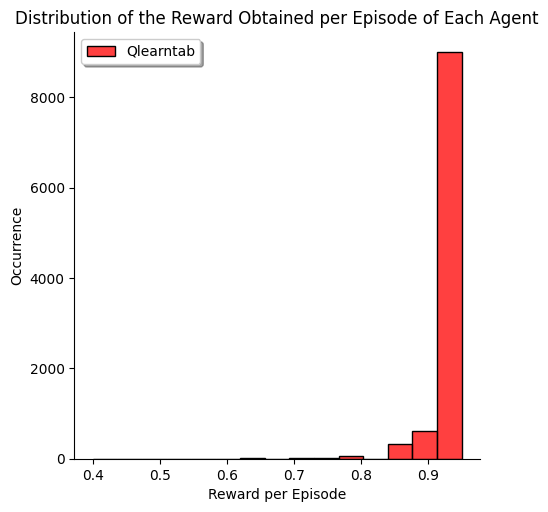 Distribution of the Reward Obtained per Episode of Each Agent
Qlearntab
8000
6000
4000
2000
0
Occurrence
0.4 0.5 0.6 0.7 0.8 0.9
Reward per Episode